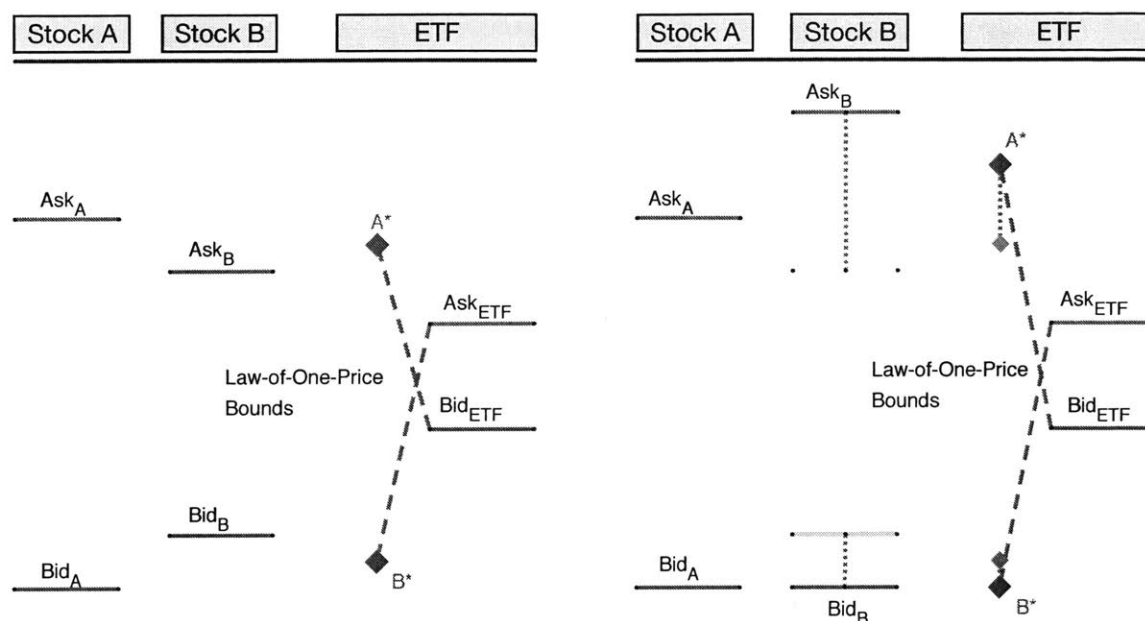 Stock A
Stock B
ETF
Ask_A
Ask_B
A*
Ask_ETF
Law-of-One-Price
Bounds
Bid_ETF
Bid_B
Bid_A
B*
Stock A
Stock B
ETF
Ask_B
A*
Ask_A
Ask_ETF
Law-of-One-Price
Bounds
Bid_ETF
Bid_A
Bid_B
B*